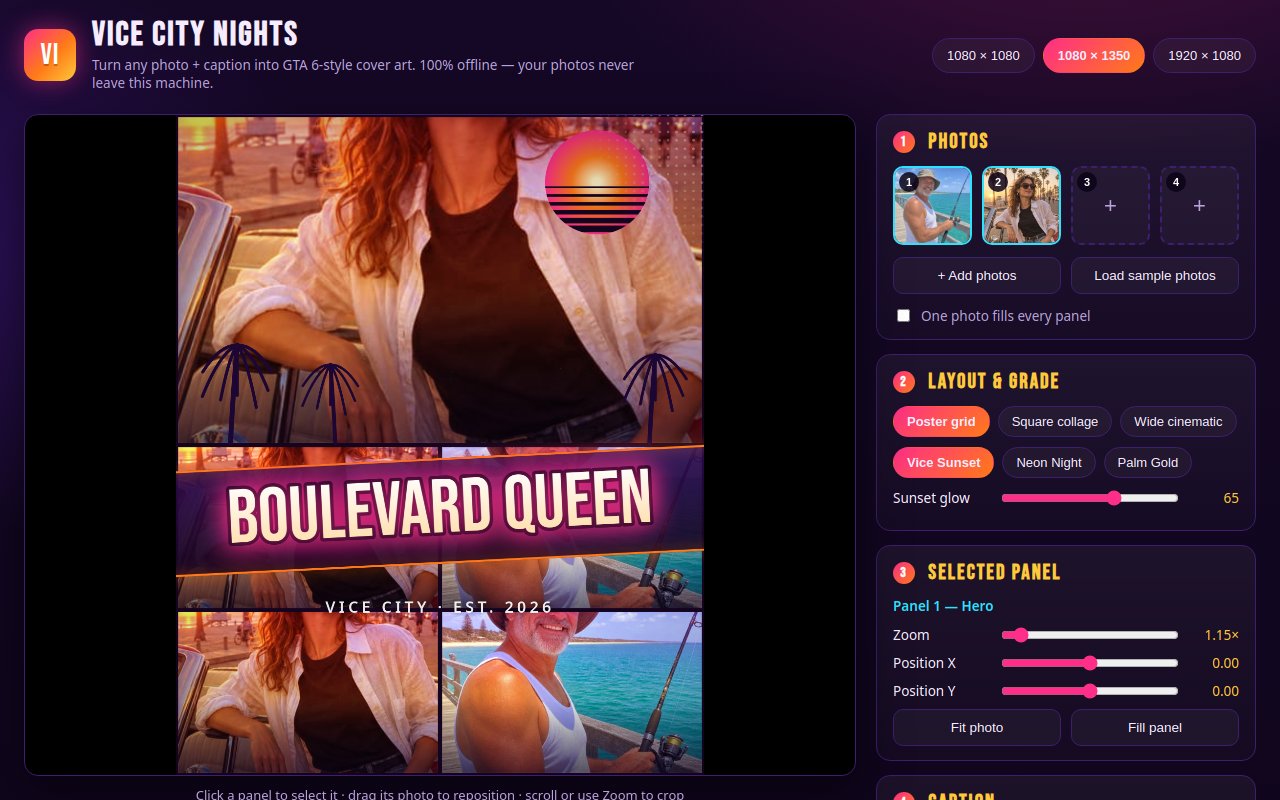 VI
VICE CITY NIGHTS
Turn any photo + caption into GTA 6-style cover art. 100% offline — your photos never
leave this machine.
1080 × 1080
1080 × 1350
1920 × 1080
BOULEVARD QUEEN
VICE CITY · EST. 2026
Click a panel to select it · drag its photo to reposition · scroll or use Zoom to crop
1 PHOTOS
1
2
3
+
4
+
+ Add photos
Load sample photos
One photo fills every panel
2 LAYOUT & GRADE
Poster grid
Square collage
Wide cinematic
Vice Sunset
Neon Night
Palm Gold
Sunset glow 65
3 SELECTED PANEL
Panel 1 — Hero
Zoom 1.15×
Position X 0.00
Position Y 0.00
Fit photo
Fill panel
4 CAPTION